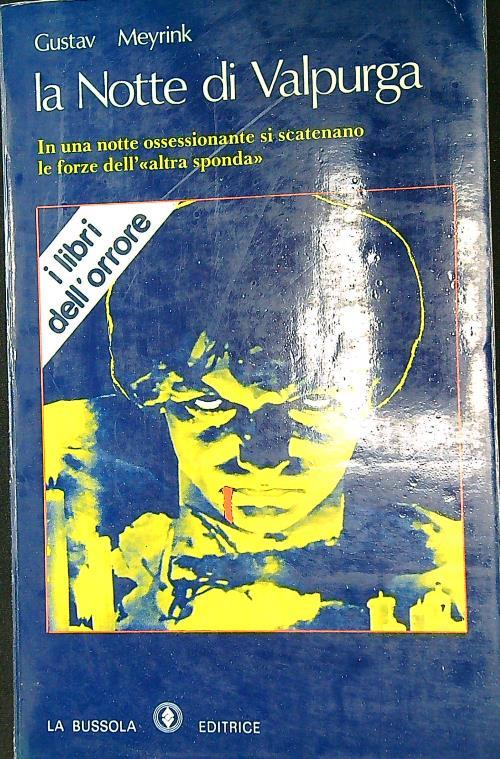 Gustav Meyrink
la Notte di Valpurga
In una notte ossessionante si scatenano
le forze dell'«altra sponda»
i libri
dell'orrore
LA BUSSOLA EDITRICE